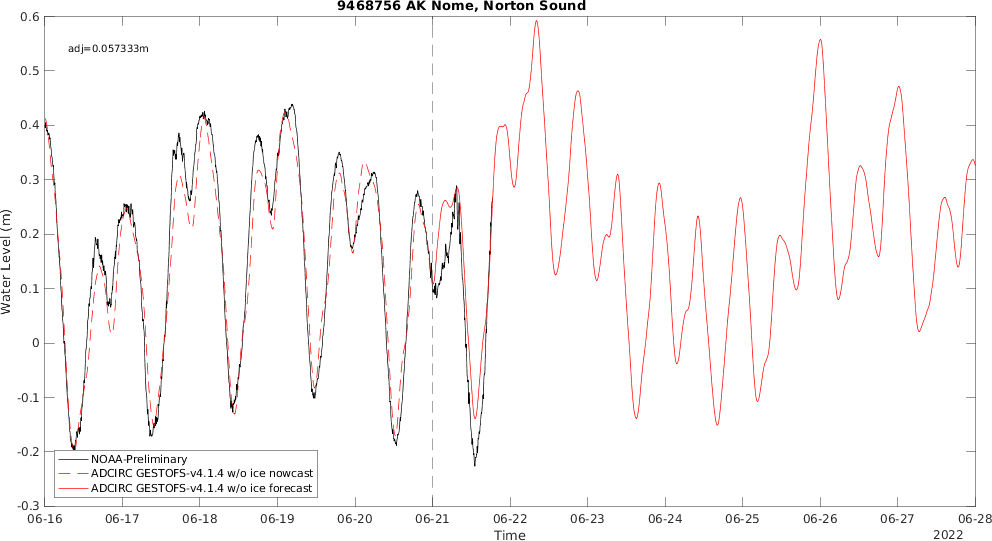 9468756 AK Nome, Norton Sound
adj=0.057333m
Water Level (m)
0.6
0.5
0.4
0.3
0.2
0.1
0
-0.1
-0.2
-0.3
NOAA-Preliminary
ADCIRC GESTOFS-v4.1.4 w/o ice nowcast
ADCIRC GESTOFS-v4.1.4 w/o ice forecast
06-16 06-17 06-18 06-19 06-20 06-21 06-22 06-23 06-24 06-25 06-26 06-27 06-28
Time
2022